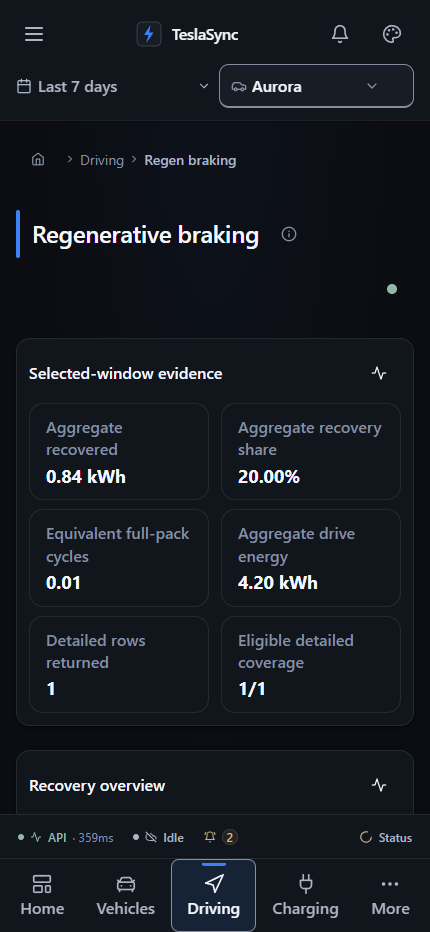 TeslaSync
Last 7 days
Aurora
Driving
Regen braking
Regenerative braking
Selected-window evidence
Aggregate
recovered
0.84 kWh
Aggregate recovery
share
20.00%
Equivalent full-pack
cycles
0.01
Aggregate drive
energy
4.20 kWh
Detailed rows
returned
1
Eligible detailed
coverage
1/1
Recovery overview
API · 359ms
Idle
2
Status
Home
Vehicles
Driving
Charging
More